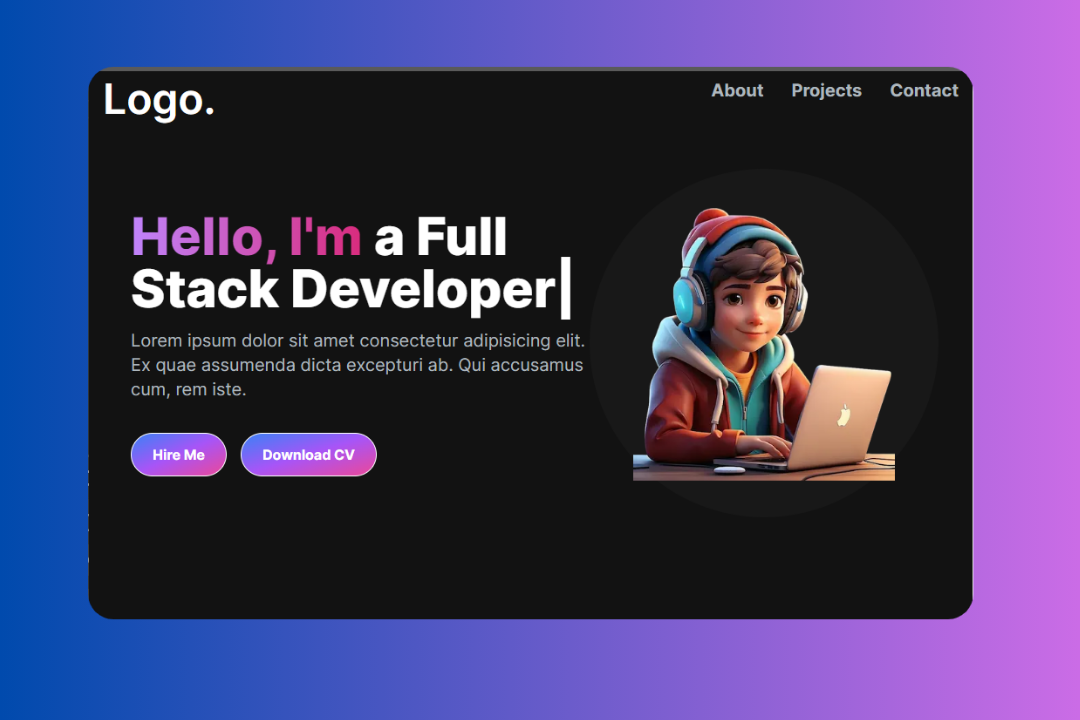 Logo.
About Projects Contact
Hello, I'm a Full
Stack Developer|
Lorem ipsum dolor sit amet consectetur adipisicing elit.
Ex quae assumenda dicta excepturi ab. Qui accusamus
cum, rem iste.
Hire Me Download CV